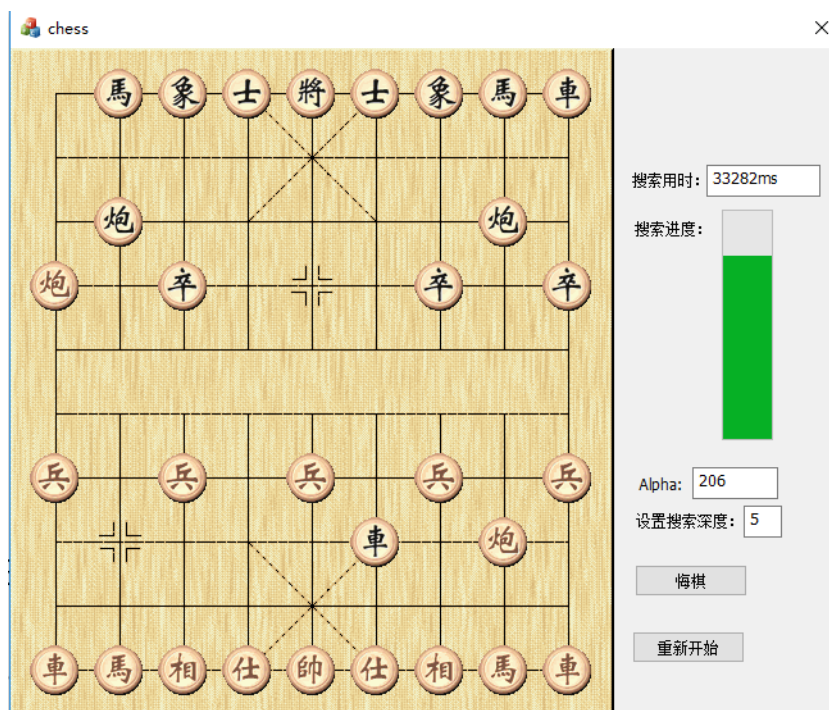 chess
馬 象 士 將 士 象 馬 車
搜索用时： 33282ms
炮 炮
搜索进度：
炮 卒 卒 卒
兵 兵 兵 兵 兵
Alpha: 206
设置搜索深度： 5
車 炮
悔棋
重新开始
車 馬 相 仕 帥 仕 相 馬 車